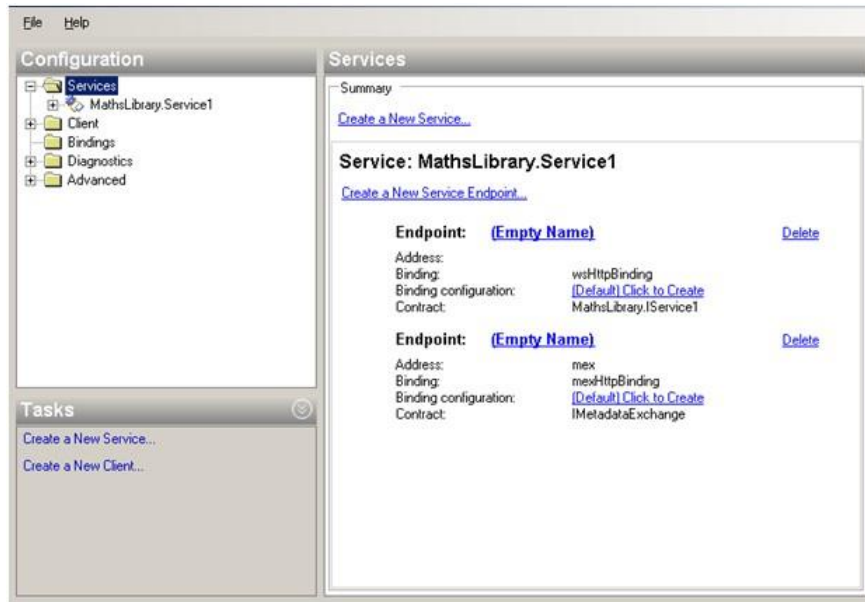 File Help
Configuration
Services
MathsLibrary.Service1
Client
Bindings
Diagnostics
Advanced
Tasks
Create a New Service...
Create a New Client...
Services
Summary
Create a New Service...
Service: MathsLibrary.Service1
Create a New Service Endpoint...
Endpoint: (Empty Name) Delete
Address:
Binding: wsHttpBinding
Binding configuration: (Default) Click to Create
Contract: MathsLibrary.IService1
Endpoint: (Empty Name) Delete
Address: mex
Binding: mexHttpBinding
Binding configuration: (Default) Click to Create
Contract: IMetadataExchange